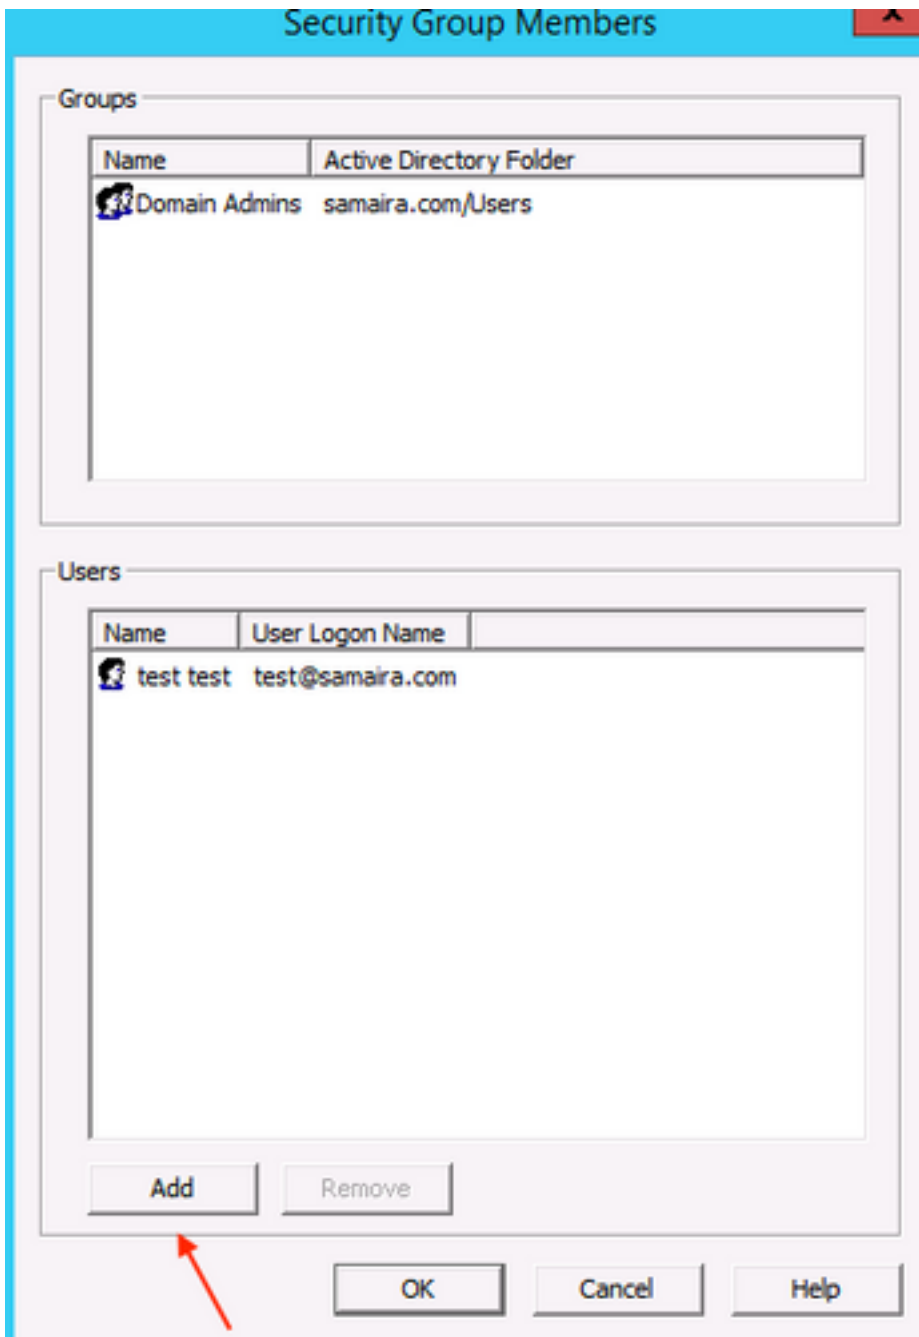 Security Group Members
Groups
Name Active Directory Folder
Domain Admins samaira.com/Users
Users
Name User Logon Name
test test test@samaira.com
Add Remove
OK Cancel Help